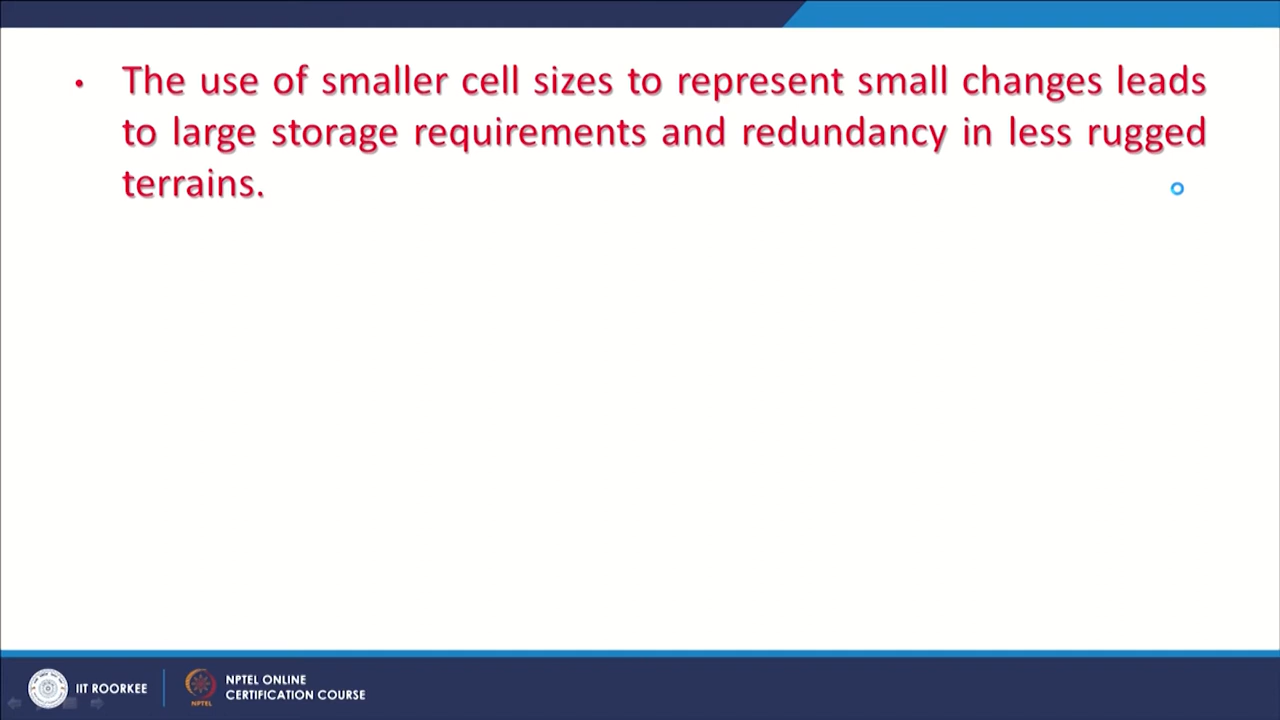 • The use of smaller cell sizes to represent small changes leads
to large storage requirements and redundancy in less rugged
terrains.
IIT ROORKEE
NPTEL
NPTEL ONLINE
CERTIFICATION COURSE